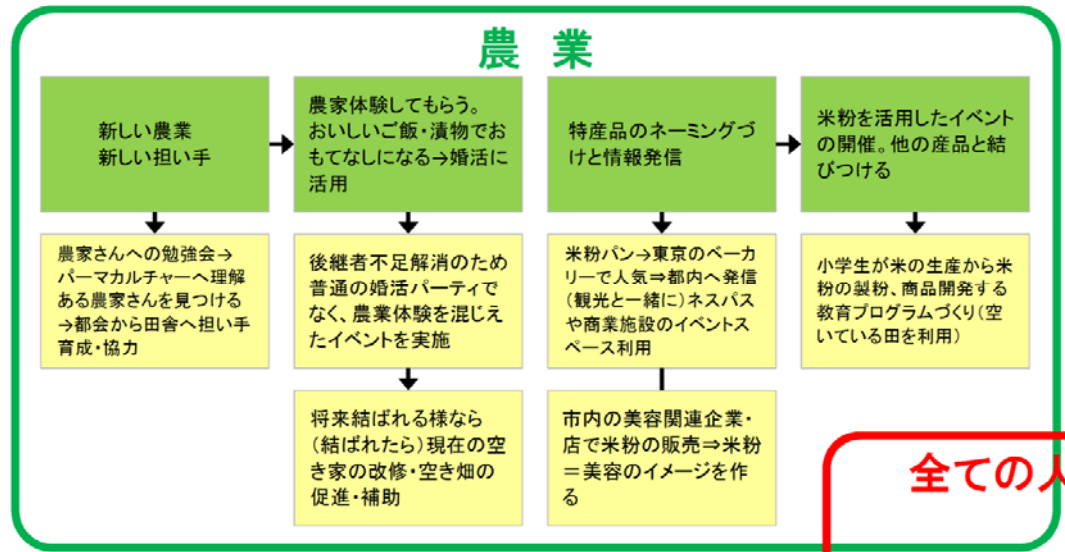 農 業
新しい農業
新しい担い手
農家体験してもらう。
おいしいご飯・漬物でお
もてなしになる→婚活に
活用
特産品のネーミングづ
けと情報発信
米粉を活用したイベント
の開催。他の産品と結
びつける
農家さんへの勉強会→
パーマカルチャーへ理解
ある農家さんを見つける
→都会から田舎へ担い手
育成・協力
後継者不足解消のため
普通の婚活パーティで
なく、農業体験を混じえ
たイベントを実施
米粉パン→東京のベーカ
リーで人気⇒都内へ発信
(観光と一緒に)ネスパス
や商業施設のイベントス
ペース利用
小学生が米の生産から米
粉の製粉、商品開発する
教育プログラムづくり(空
いている田を利用)
将来結ばれる様なら
(結ばれたら)現在の空
き家の改修・空き畑の
促進・補助
市内の美容関連企業・
店で米粉の販売⇒米粉
=美容のイメージを作
る
全ての人